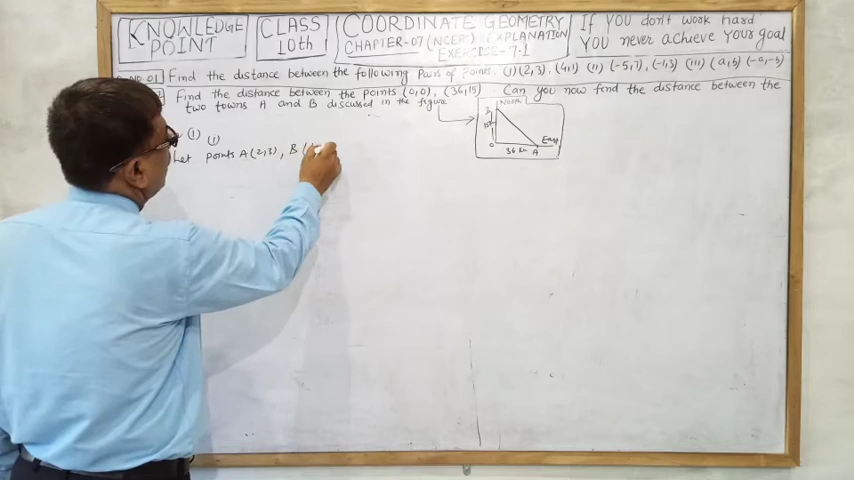 KNOWLEDGE POINT
CLASS 10th
COORDINATE GEOMETRY
CHAPTER-07 (NCERT) EXPLANATION
EXERCISE-7.1
If YOU don't work hard
YOU never achieve YOUR goal
NO.01 Find the distance between the following Pairs of points. (i) (2,3), (4,1) (ii) (-5,7), (-1,3) (iii) (a,b) (-a,-b)
Find the distance between the points (0,0), (36,15). Can you now find the distance between the
two towns A and B discussed in the figure
North
East
O
36 km A
(1) (i)
Let points A(2,3), B(